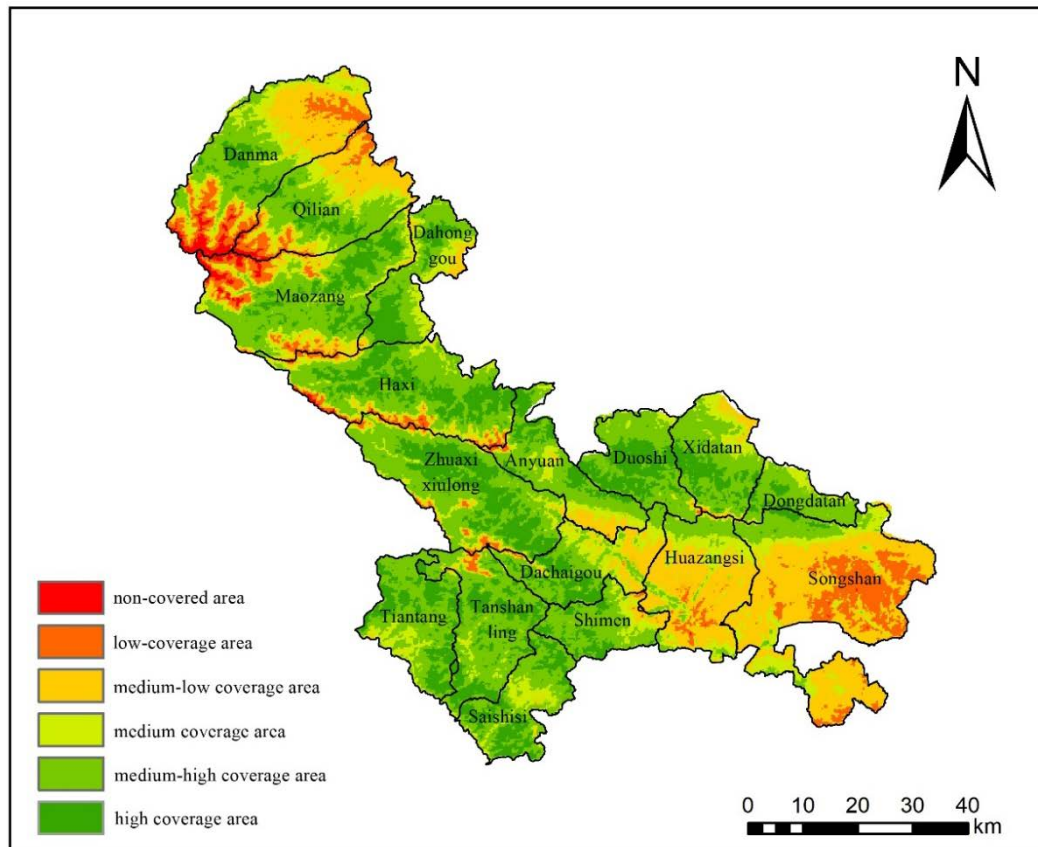 N
Danma
Qilian
Dahong
gou
Maozang
Haxi
Zhuaxi
xiulong
Anyuan
Duoshi
Xidatan
Dongdatan
Huazangsi
Songshan
Dachaigou
Tiantang
Tanshan
ling
Shimen
Saishisi
non-covered area
low-coverage area
medium-low coverage area
medium coverage area
medium-high coverage area
high coverage area
0 10 20 30 40
km